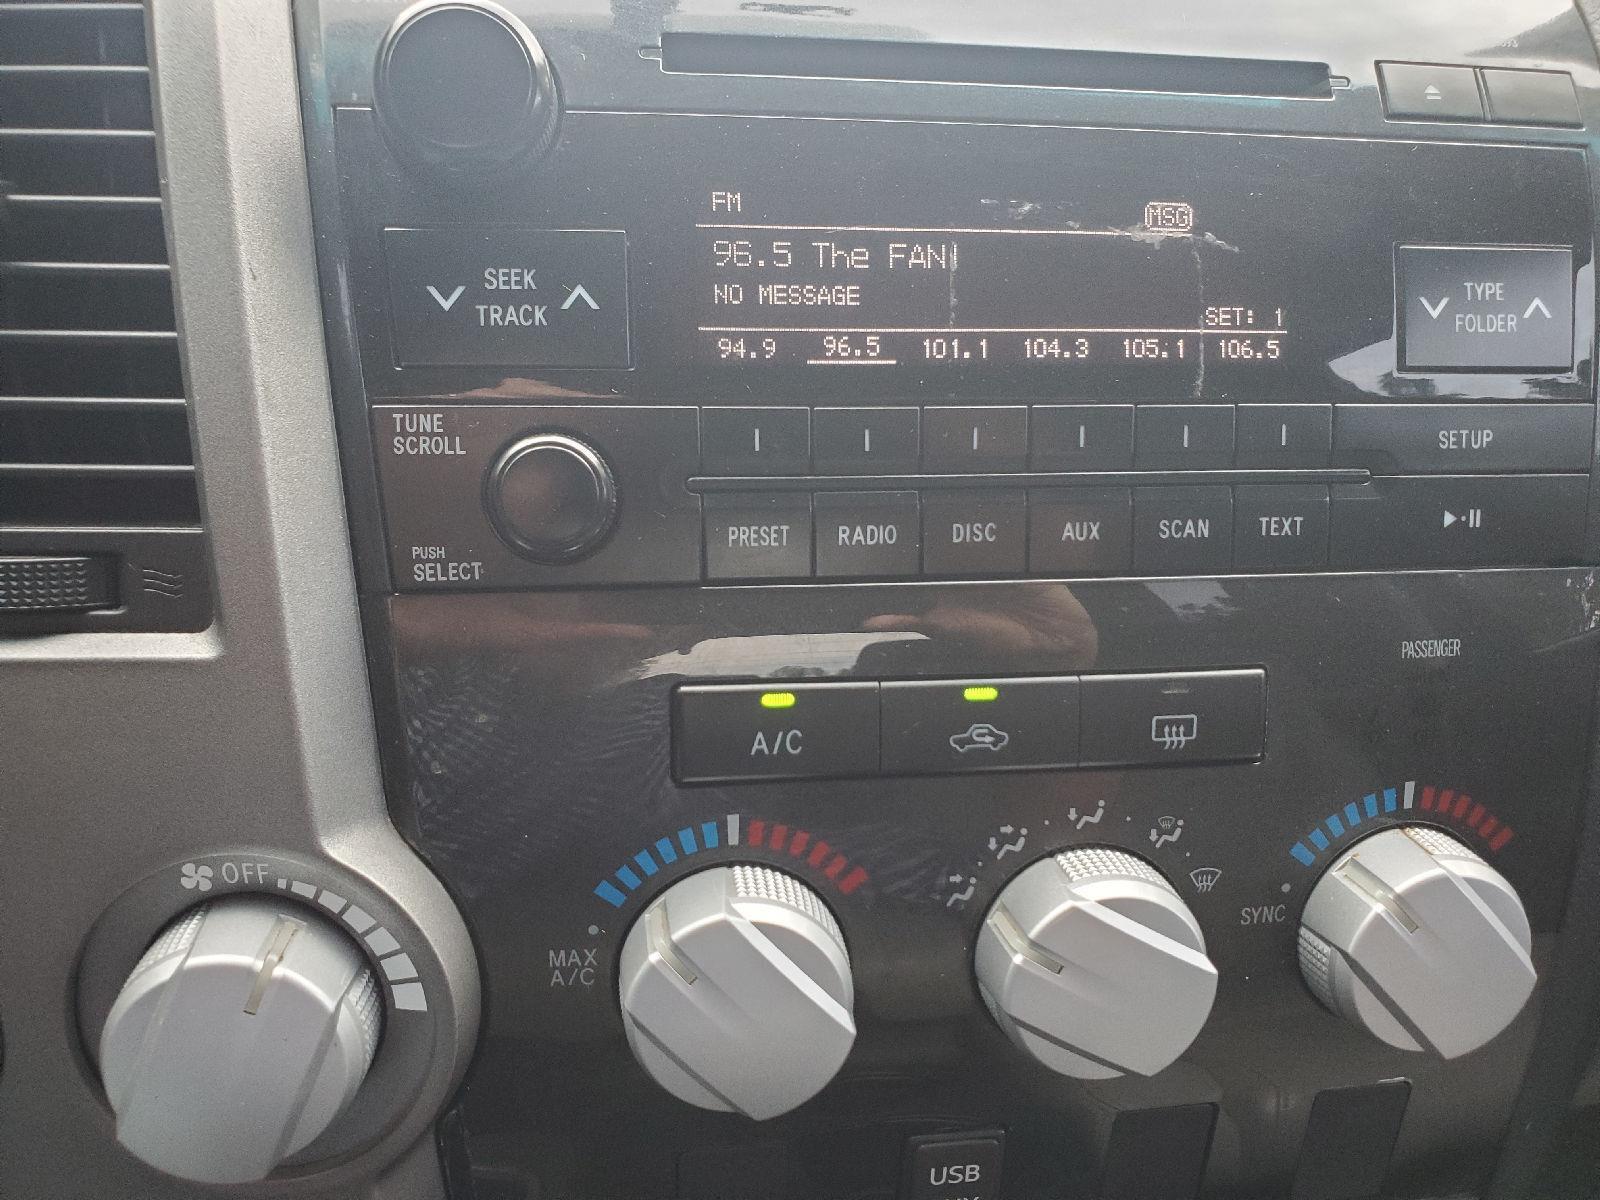 FM
MSG
96.5 The FAN
NO MESSAGE
SET: 1
94.9 96.5 101.1 104.3 105.1 106.5
SEEK
TRACK
TYPE
FOLDER
TUNE
SCROLL
PUSH
SELECT
SETUP
PRESET RADIO DISC AUX SCAN TEXT
PASSENGER
A/C
OFF
MAX
A/C
SYNC
USB